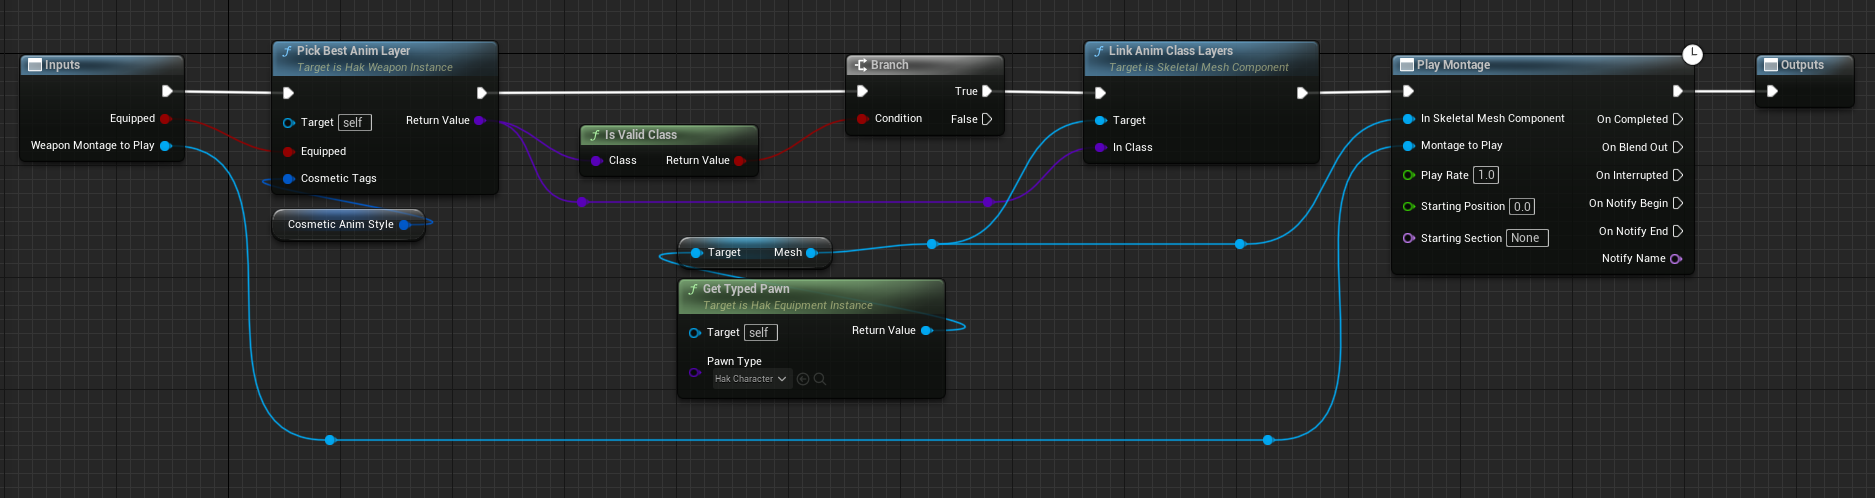 Inputs
Equipped
Weapon Montage to Play
Pick Best Anim Layer
Target is Hak Weapon Instance
Target self
Return Value
Equipped
Cosmetic Tags
Cosmetic Anim Style
Is Valid Class
Class
Return Value
Branch
True
Condition
False
Link Anim Class Layers
Target is Skeletal Mesh Component
Target
In Class
Target
Mesh
Get Typed Pawn
Target is Hak Equipment Instance
Target self
Return Value
Pawn Type
Hak Character
Play Montage
In Skeletal Mesh Component
On Completed
Montage to Play
On Blend Out
Play Rate 1.0
On Interrupted
Starting Position 0.0
On Notify Begin
Starting Section None
On Notify End
Notify Name
Outputs